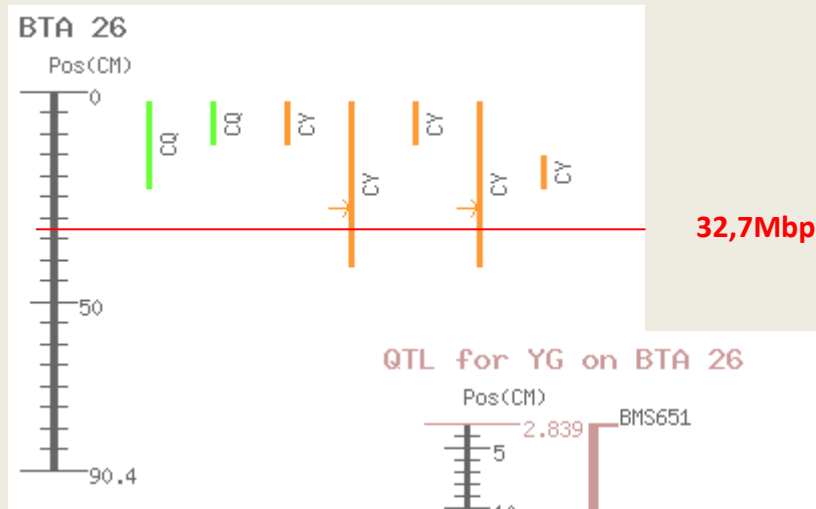 BTA 26
Pos(CM)
0
CQ
CQ
CY
CY
CY
CY
CY
32,7Mbp
50
90.4
QTL for YG on BTA 26
Pos(CM)
2.839
BMS651
5
10